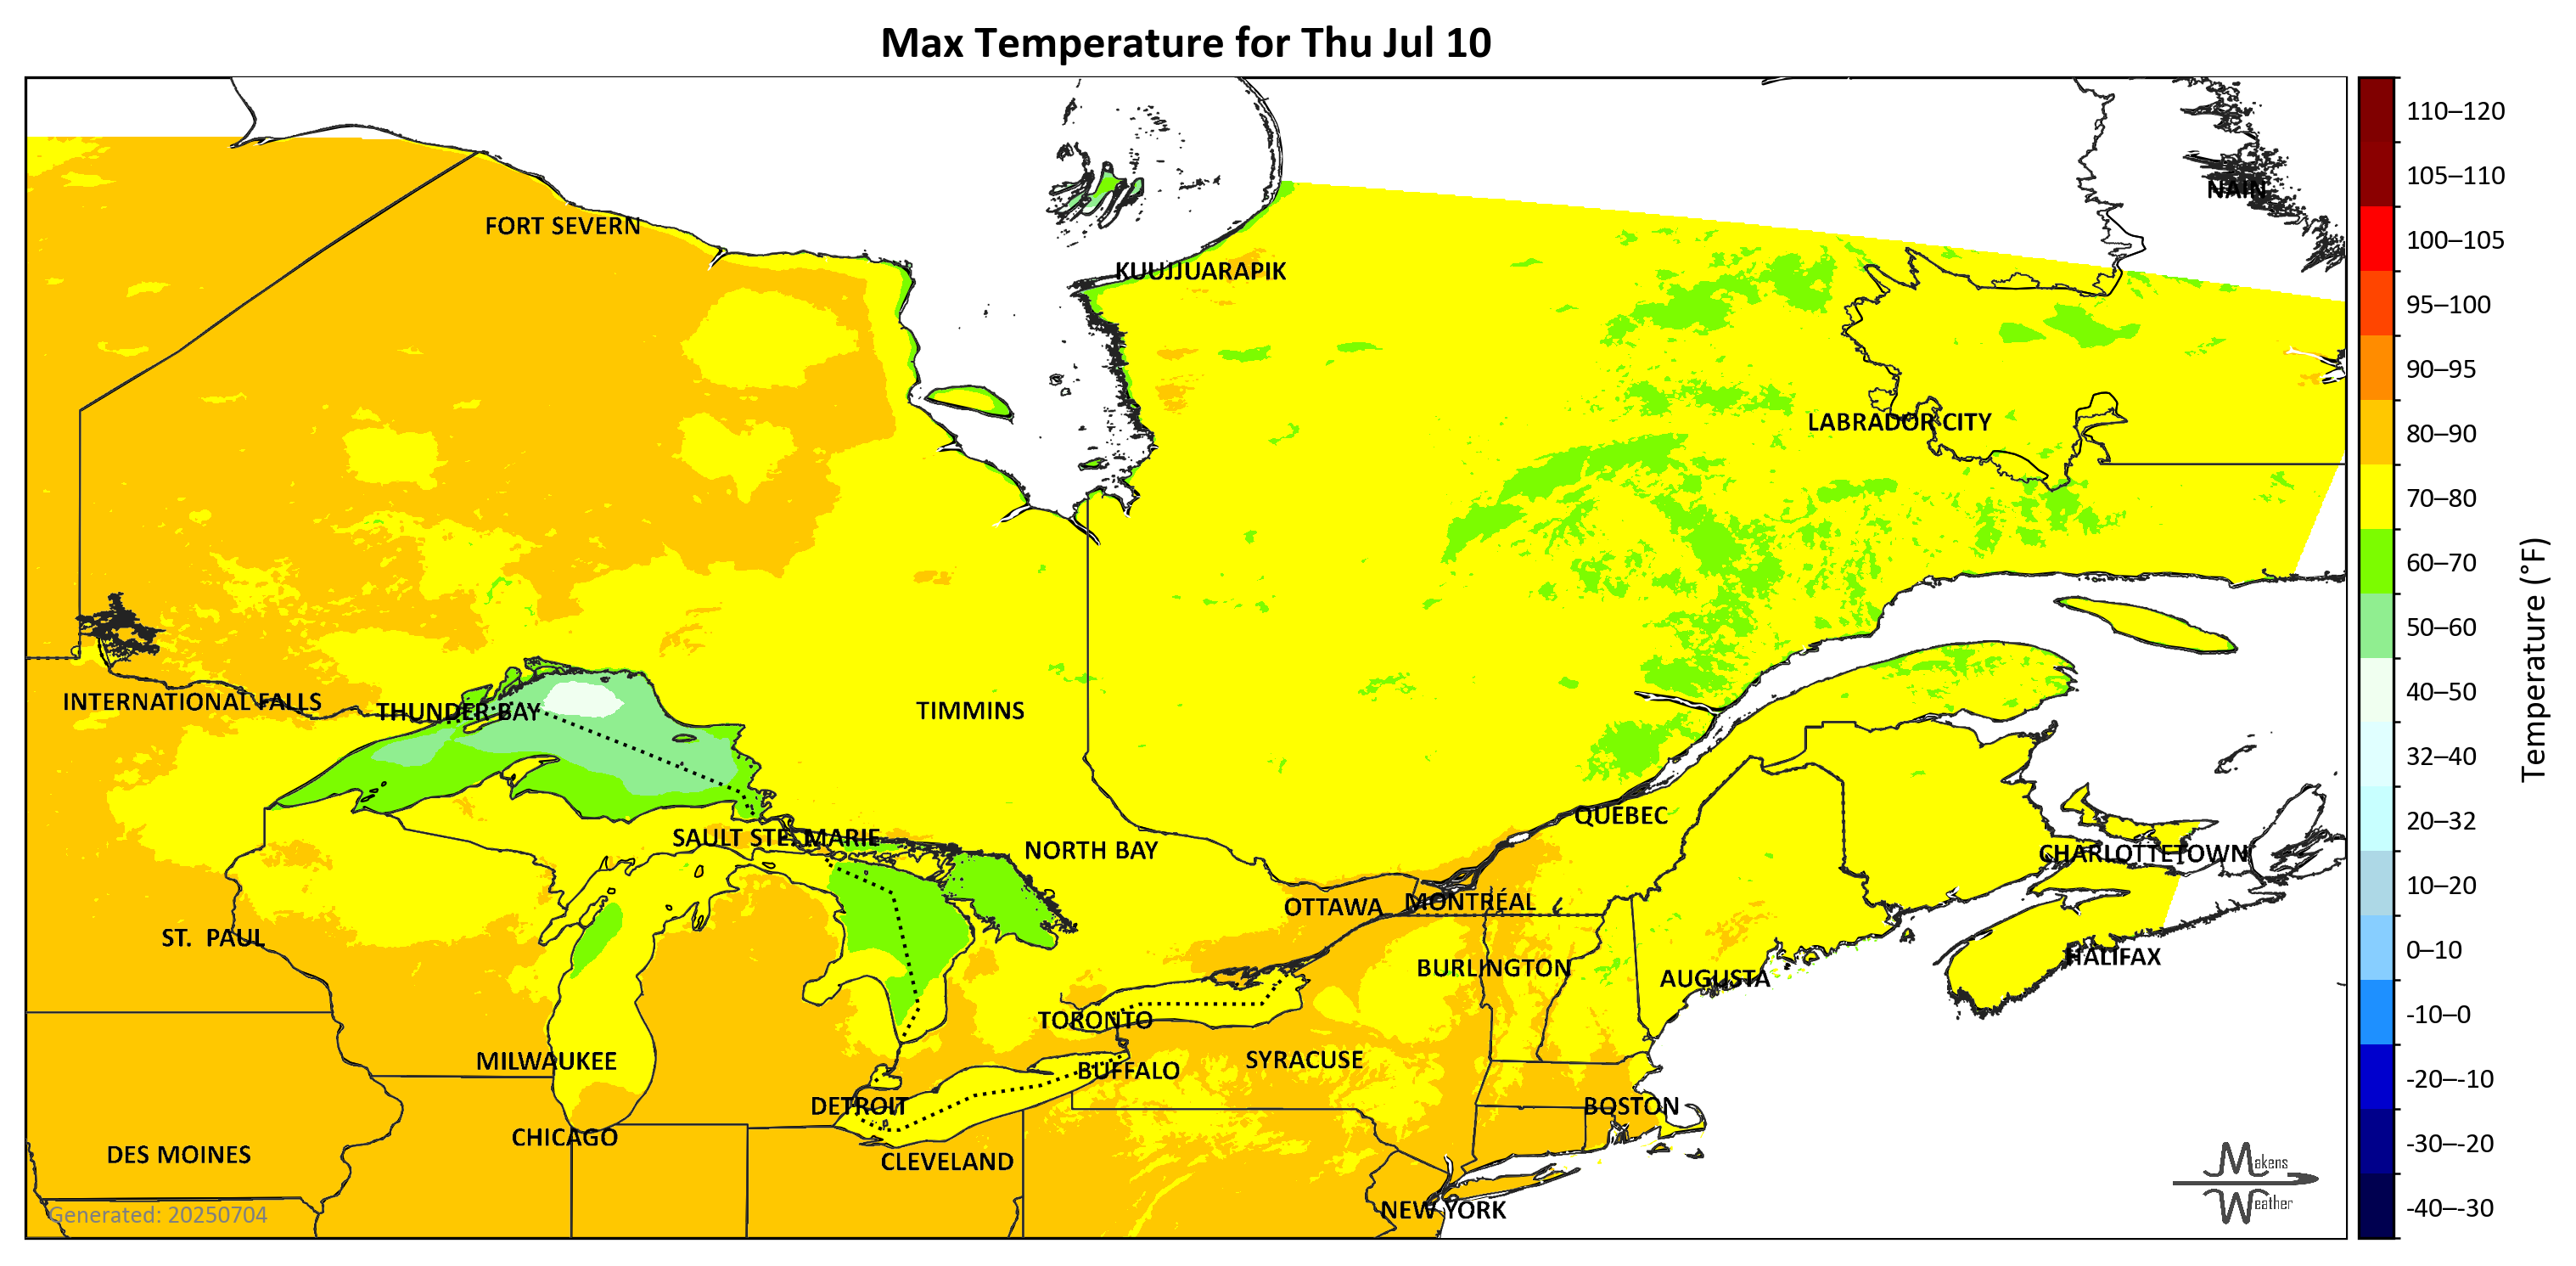 Max Temperature for Thu Jul 10
NAIN
FORT SEVERN
KUUJJUARAPIK
LABRADOR CITY
INTERNATIONAL FALLS
THUNDER BAY
TIMMINS
QUEBEC
SAULT STE. MARIE
NORTH BAY
CHARLOTTETOWN
OTTAWA
MONTRÉAL
ST. PAUL
HALIFAX
BURLINGTON
AUGUSTA
TORONTO
MILWAUKEE
SYRACUSE
BUFFALO
DETROIT
BOSTON
CHICAGO
DES MOINES
CLEVELAND
NEW YORK
Generated: 20250704
Makens
Weather
110–120
105–110
100–105
95–100
90–95
80–90
70–80
60–70
50–60
40–50
32–40
20–32
10–20
0–10
-10–0
-20–-10
-30–-20
-40–-30
Temperature (°F)